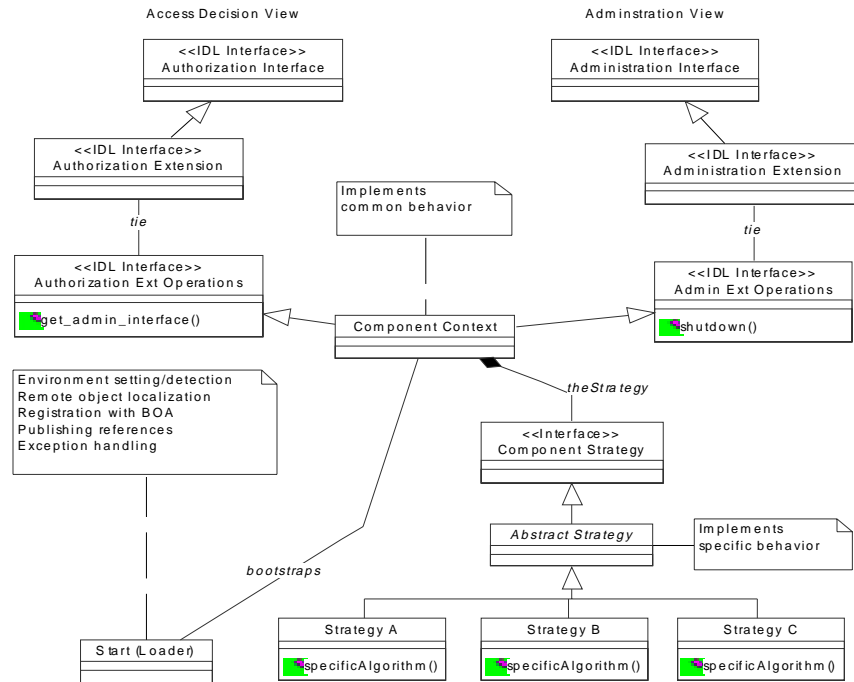 Access Decision View
Adminstration View
<<IDL Interface>>
Authorization Interface
<<IDL Interface>>
Administration Interface
<<IDL Interface>>
Authorization Extension
<<IDL Interface>>
Administration Extension
Implements
common behavior
tie
tie
<<IDL Interface>>
Authorization Ext Operations
get_admin_interface()
<<IDL Interface>>
Admin Ext Operations
shutdown()
Component Context
Environment setting/detection
Remote object localization
Registration with BOA
Publishing references
Exception handling
theStrategy
<<Interface>>
Component Strategy
Abstract Strategy
Implements
specific behavior
bootstraps
Start (Loader)
Strategy A
specificAlgorithm()
Strategy B
specificAlgorithm()
Strategy C
specificAlgorithm()